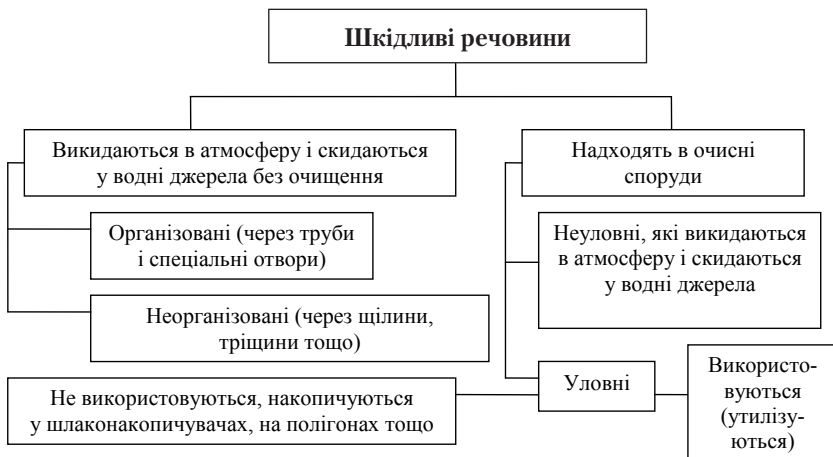 Шкідливі речовини
Викидаються в атмосферу і скидаються
у водні джерела без очищення
Організовані (через труби
і спеціальні отвори)
Неорганізовані (через щілини,
тріщини тощо)
Надходять в очисні
споруди
Неуловні, які викидаються
в атмосферу і скидаються
у водні джерела
Уловні
Не використовуються, накопичуються
у шлаконакопичувачах, на полігонах тощо
Використо-
вуються
(утилізу-
ються)